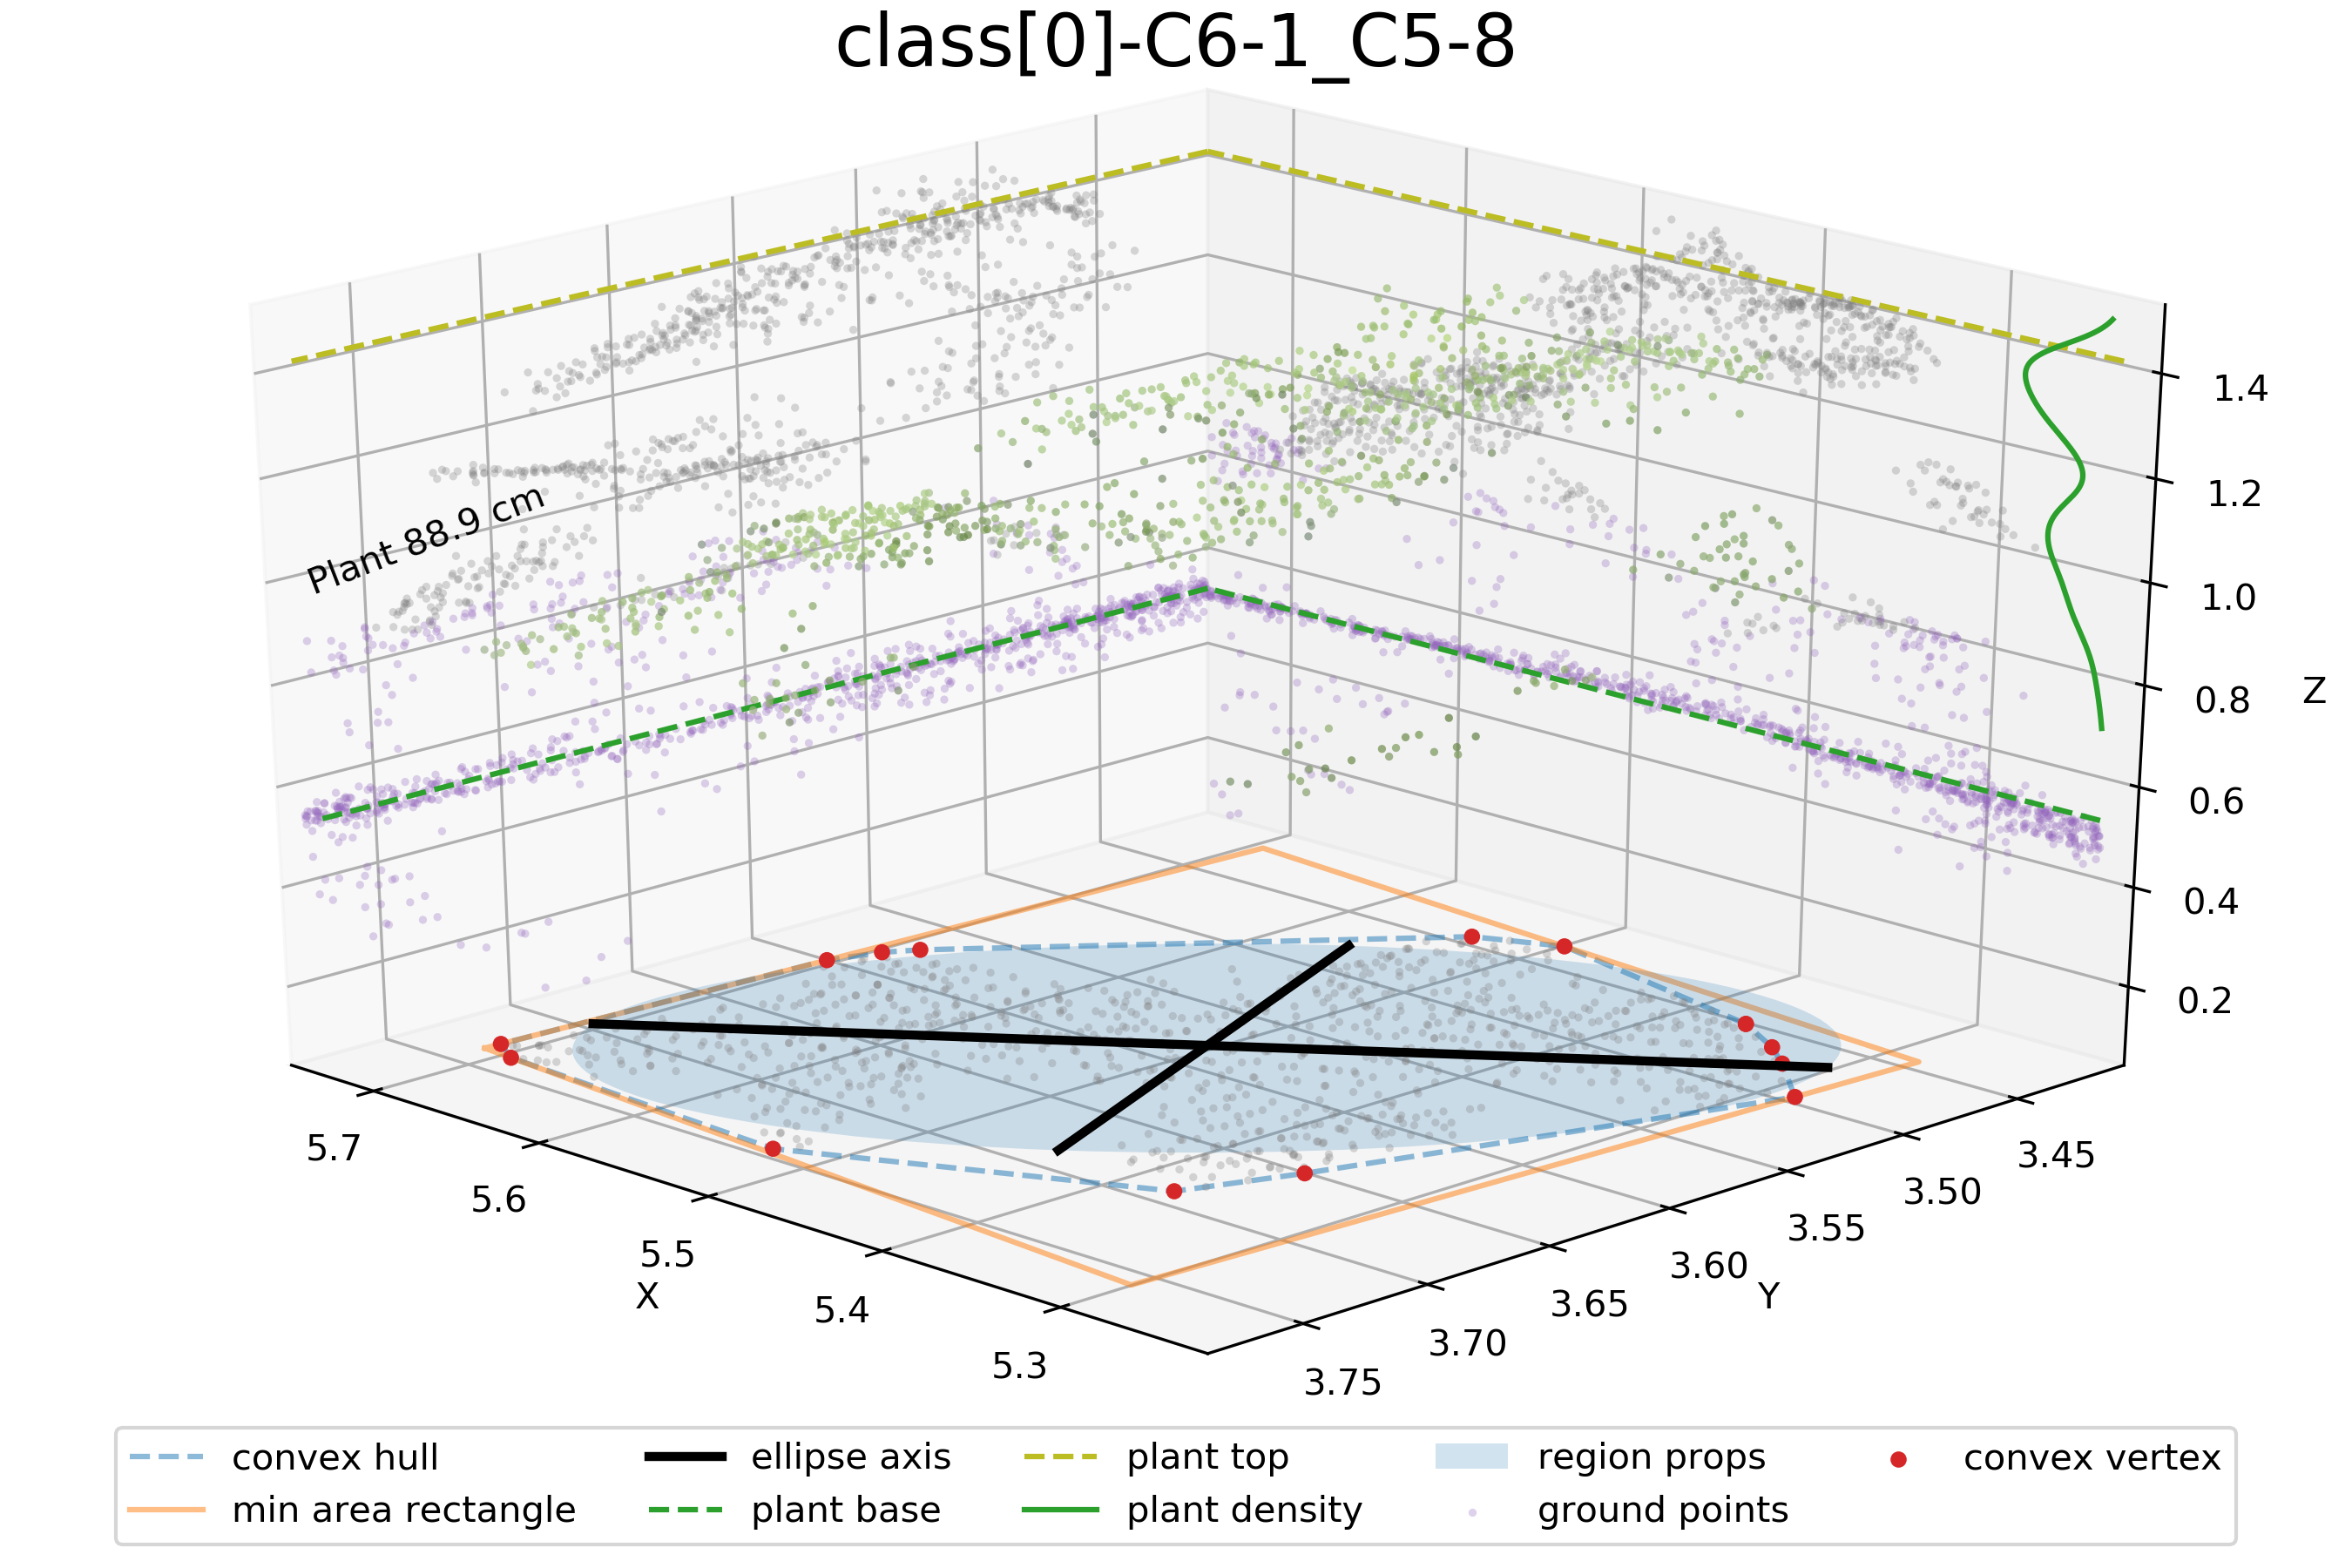 class[0]-C6-1_C5-8
Plant 88.9 cm
1.4
1.2
1.0
0.8
Z
0.6
0.4
0.2
5.7
5.6
5.5
5.4
5.3
X
3.45
3.50
3.55
3.60
3.65
3.70
3.75
Y
convex hull
min area rectangle
ellipse axis
plant base
plant top
plant density
region props
ground points
convex vertex